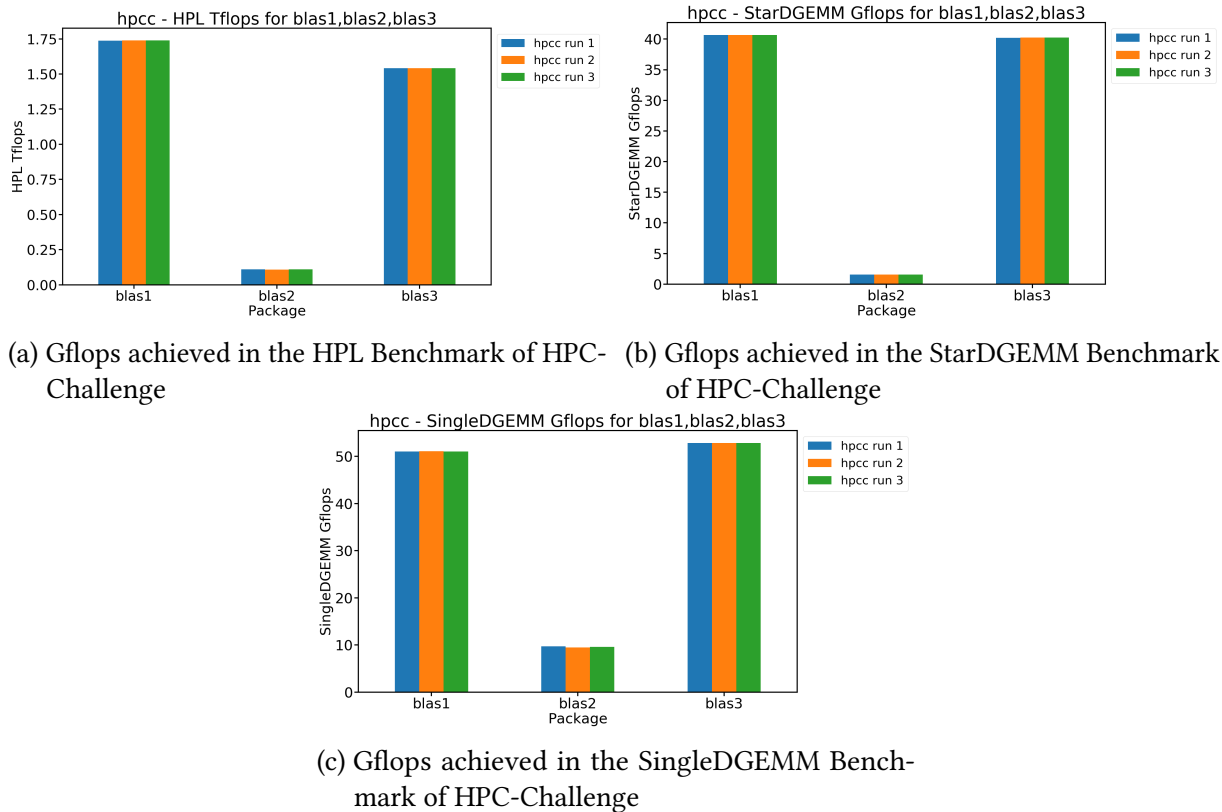 hpcc - HPL Tflops for blas1,blas2,blas3
1.75
1.50
1.25
1.00
0.75
0.50
0.25
0.00
HPL Tflops
blas1
blas2
blas3
Package
hpcc run 1
hpcc run 2
hpcc run 3
(a) Gflops achieved in the HPL Benchmark of HPC-
Challenge
hpcc - StarDGEMM Gflops for blas1,blas2,blas3
40
35
30
25
20
15
10
5
0
StarDGEMM Gflops
blas1
blas2
blas3
Package
hpcc run 1
hpcc run 2
hpcc run 3
(b) Gflops achieved in the StarDGEMM Benchmark
of HPC-Challenge
hpcc - SingleDGEMM Gflops for blas1,blas2,blas3
50
40
30
20
10
0
SingleDGEMM Gflops
blas1
blas2
blas3
Package
hpcc run 1
hpcc run 2
hpcc run 3
(c) Gflops achieved in the SingleDGEMM Bench-
mark of HPC-Challenge